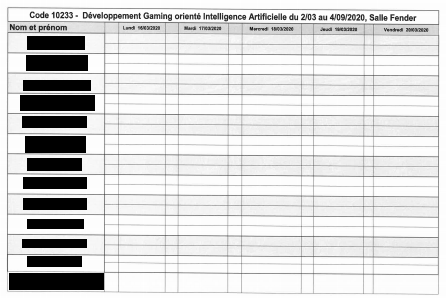 Code 10233 - Développement Gaming orienté Intelligence Artificielle du 2/03 au 4/09/2020, Salle Fender
Nom et prénom Lundi 16/03/2020 Mardi 17/03/2020 Mercredi 18/03/2020 Jeudi 19/03/2020 Vendredi 20/03/2020